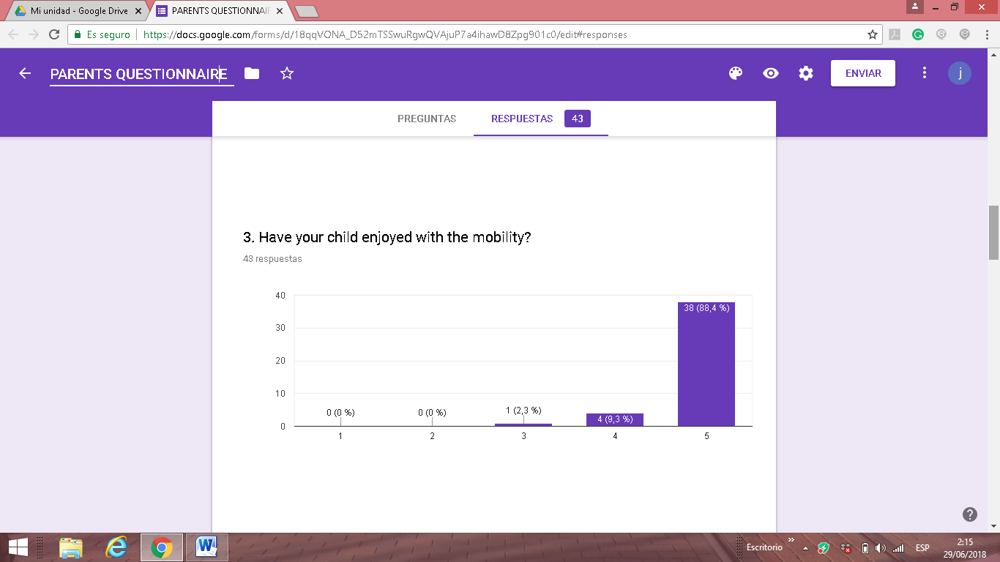 Mi unidad - Google Drive
PARENTS QUESTIONNAIR
Es seguro
https://docs.google.com/forms/d/18qqVONA_D52mTSSwuRgwQVAjuP7a4ihawD8Zpg901c0/edit#responses
PARENTS QUESTIONNAIRE
ENVIAR
j
PREGUNTAS
RESPUESTAS 43
3. Have your child enjoyed with the mobility?
43 respuestas
40
30
20
10
0
0 (0 %)
0 (0 %)
1 (2,3 %)
4 (9,3 %)
38 (88,4 %)
1 2 3 4 5
Escritorio
ESP
2:15
29/06/2018